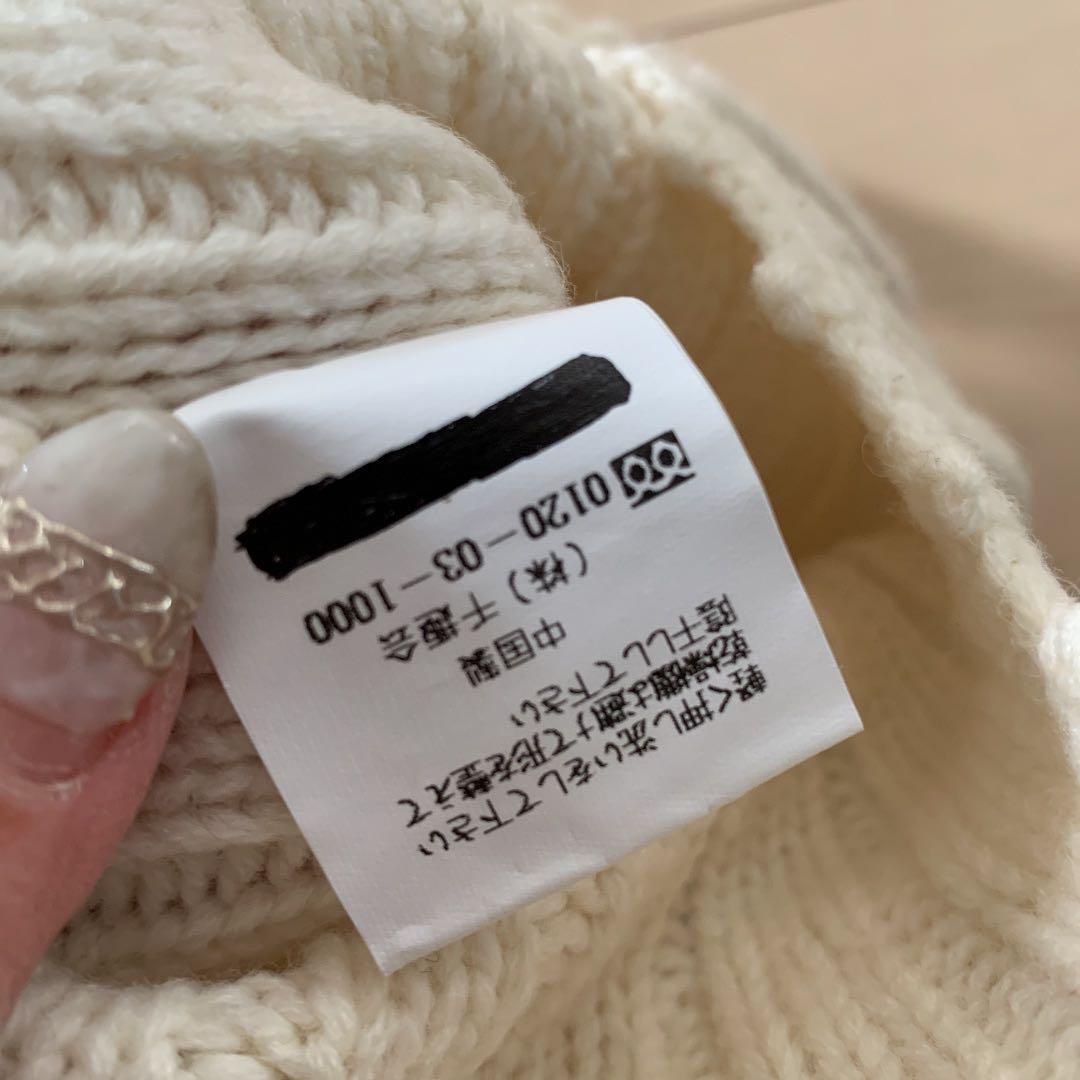 軽く押し洗いをして下さい
乾燥機は避けて形を整えて
陰干しして下さい
中国製
(株)千趣会
0120-03-1000